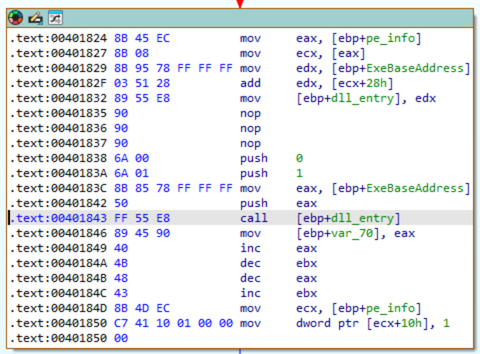 .text:00401824 8B 45 EC mov eax, [ebp+pe_info]
.text:00401827 8B 08 mov ecx, [eax]
.text:00401829 8B 95 78 FF FF FF mov edx, [ebp+ExeBaseAddress]
.text:0040182F 03 51 28 add edx, [ecx+28h]
.text:00401832 89 55 E8 mov [ebp+dll_entry], edx
.text:00401835 90 nop
.text:00401836 90 nop
.text:00401837 90 nop
.text:00401838 6A 00 push 0
.text:0040183A 6A 01 push 1
.text:0040183C 8B 85 78 FF FF FF mov eax, [ebp+ExeBaseAddress]
.text:00401842 50 push eax
.text:00401843 FF 55 E8 call [ebp+dll_entry]
.text:00401846 89 45 90 mov [ebp+var_70], eax
.text:00401849 40 inc eax
.text:0040184A 4B dec ebx
.text:0040184B 48 dec eax
.text:0040184C 43 inc ebx
.text:0040184D 8B 4D EC mov ecx, [ebp+pe_info]
.text:00401850 C7 41 10 01 00 00 mov dword ptr [ecx+10h], 1
.text:00401850 00